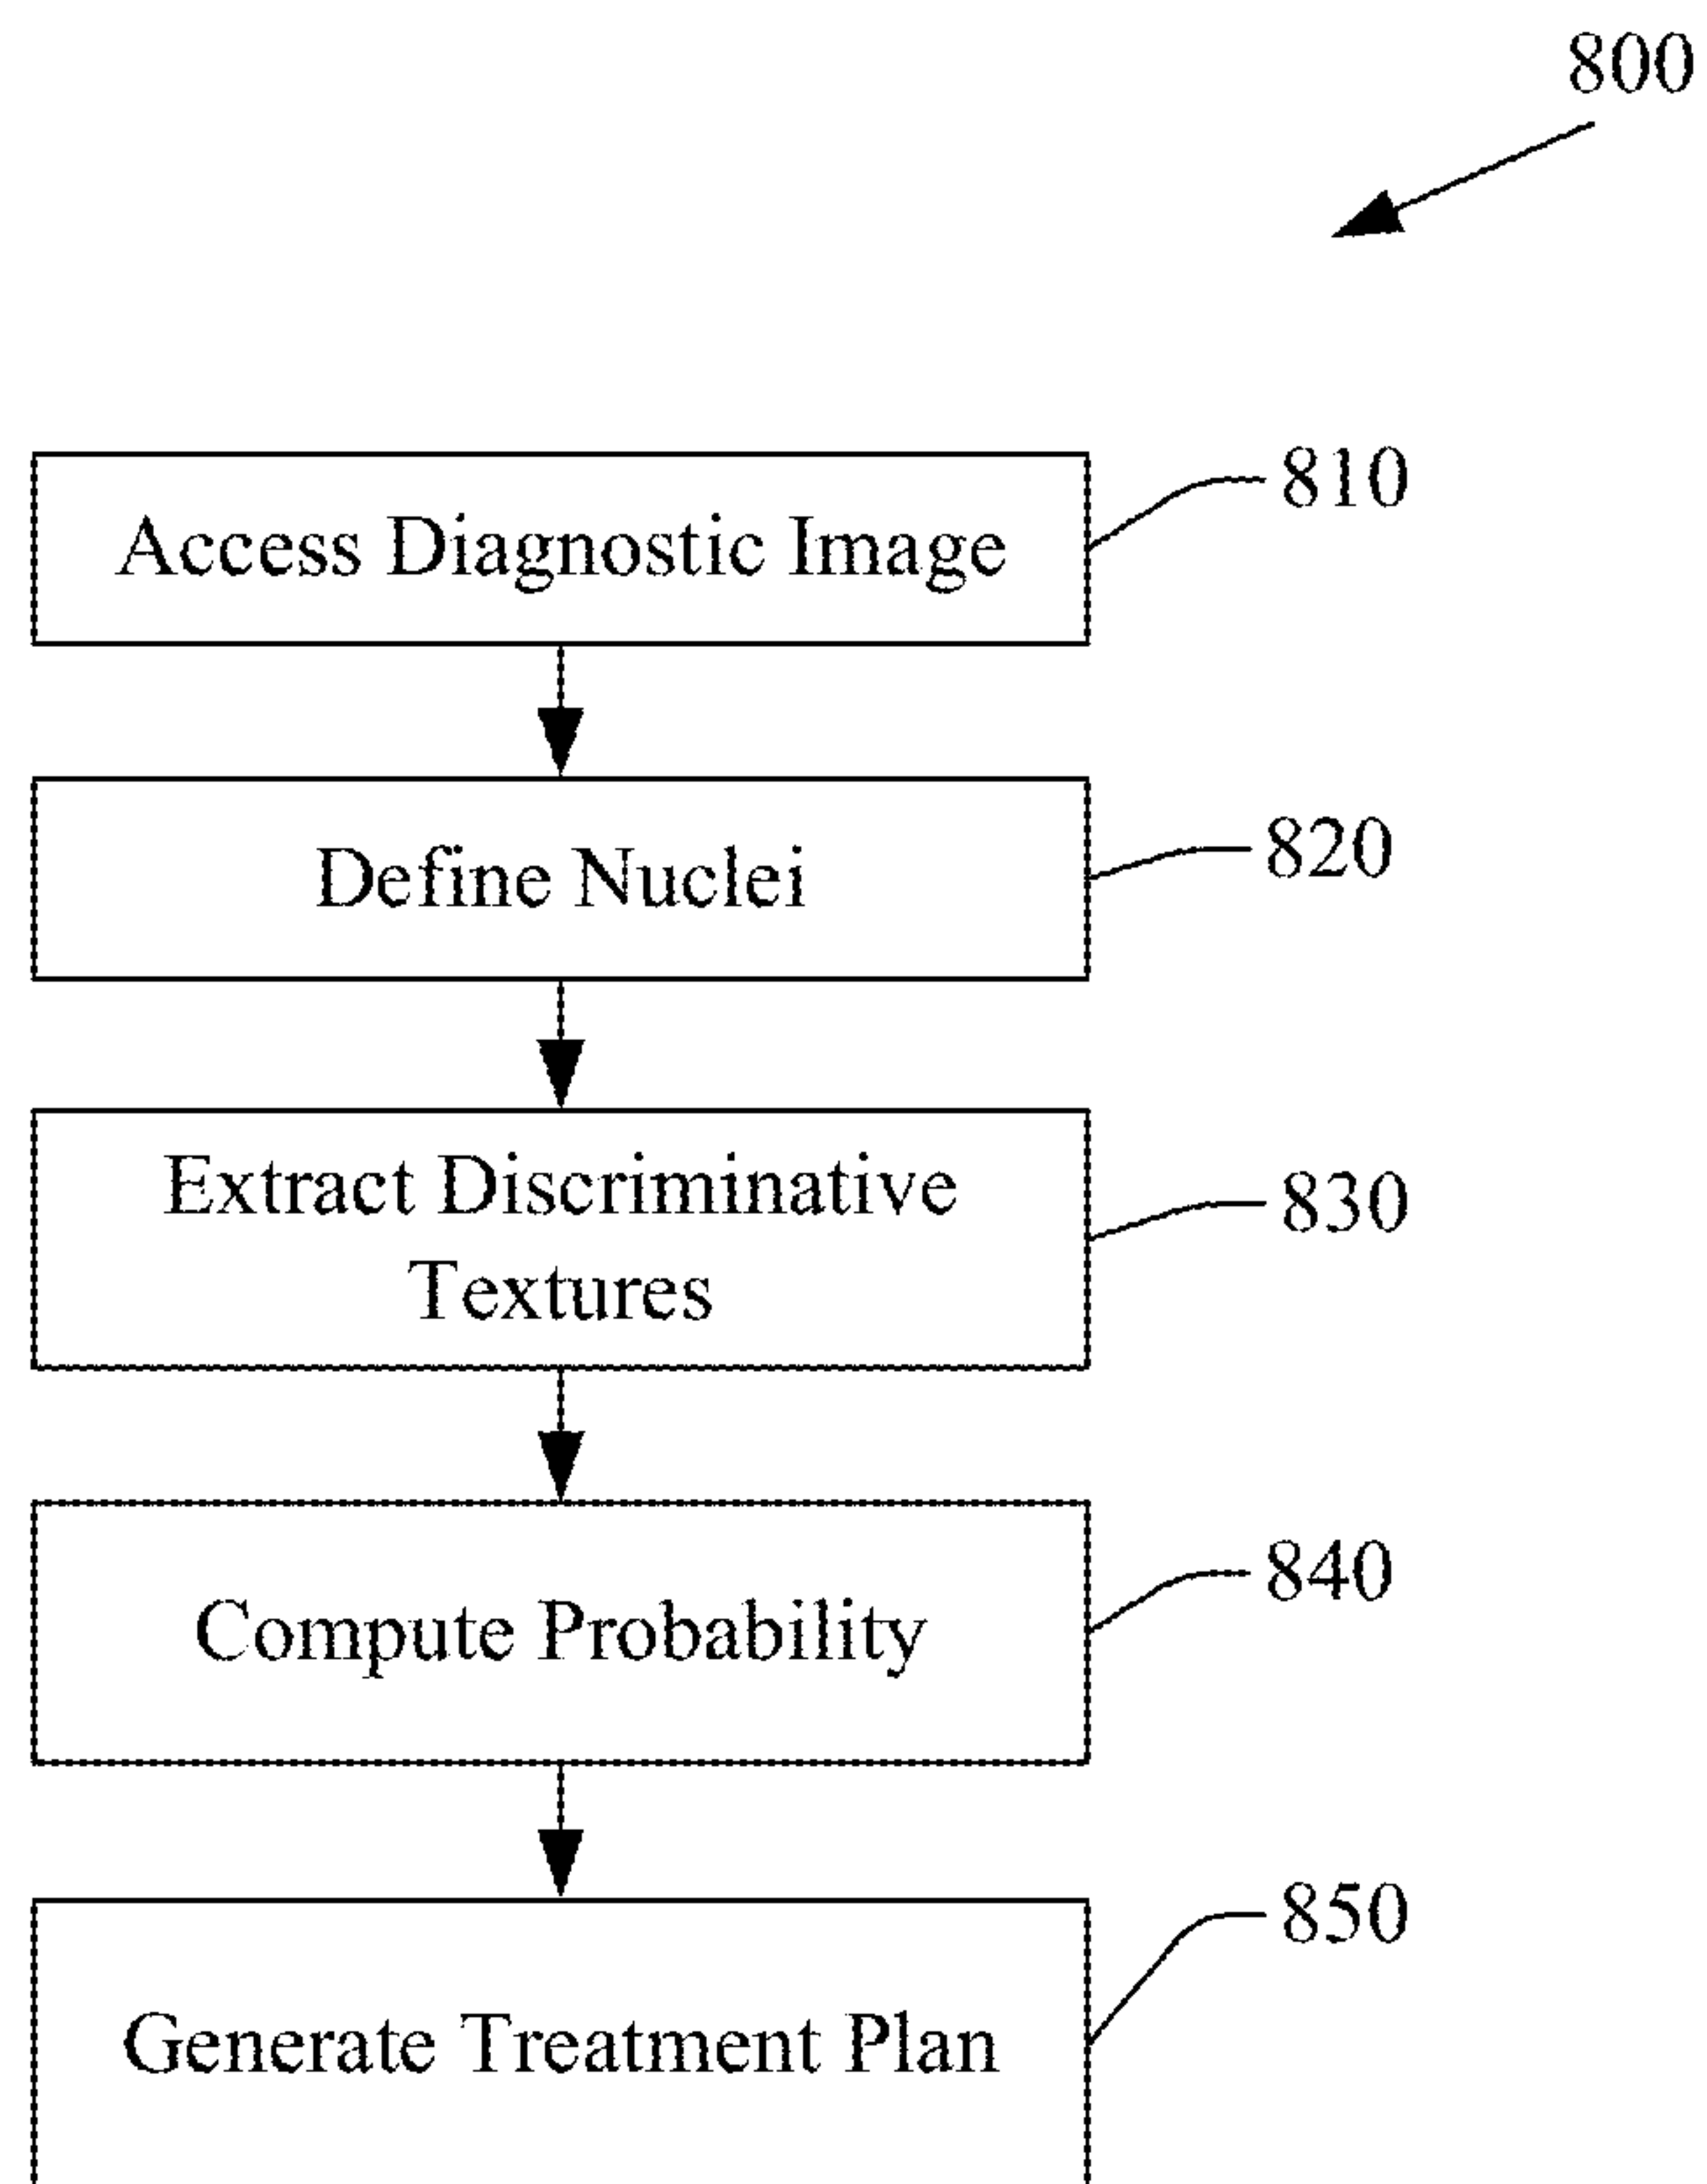 800
Access Diagnostic Image
810
Define Nuclei
820
Extract Discriminative
Textures
830
Compute Probability
840
Generate Treatment Plan
850